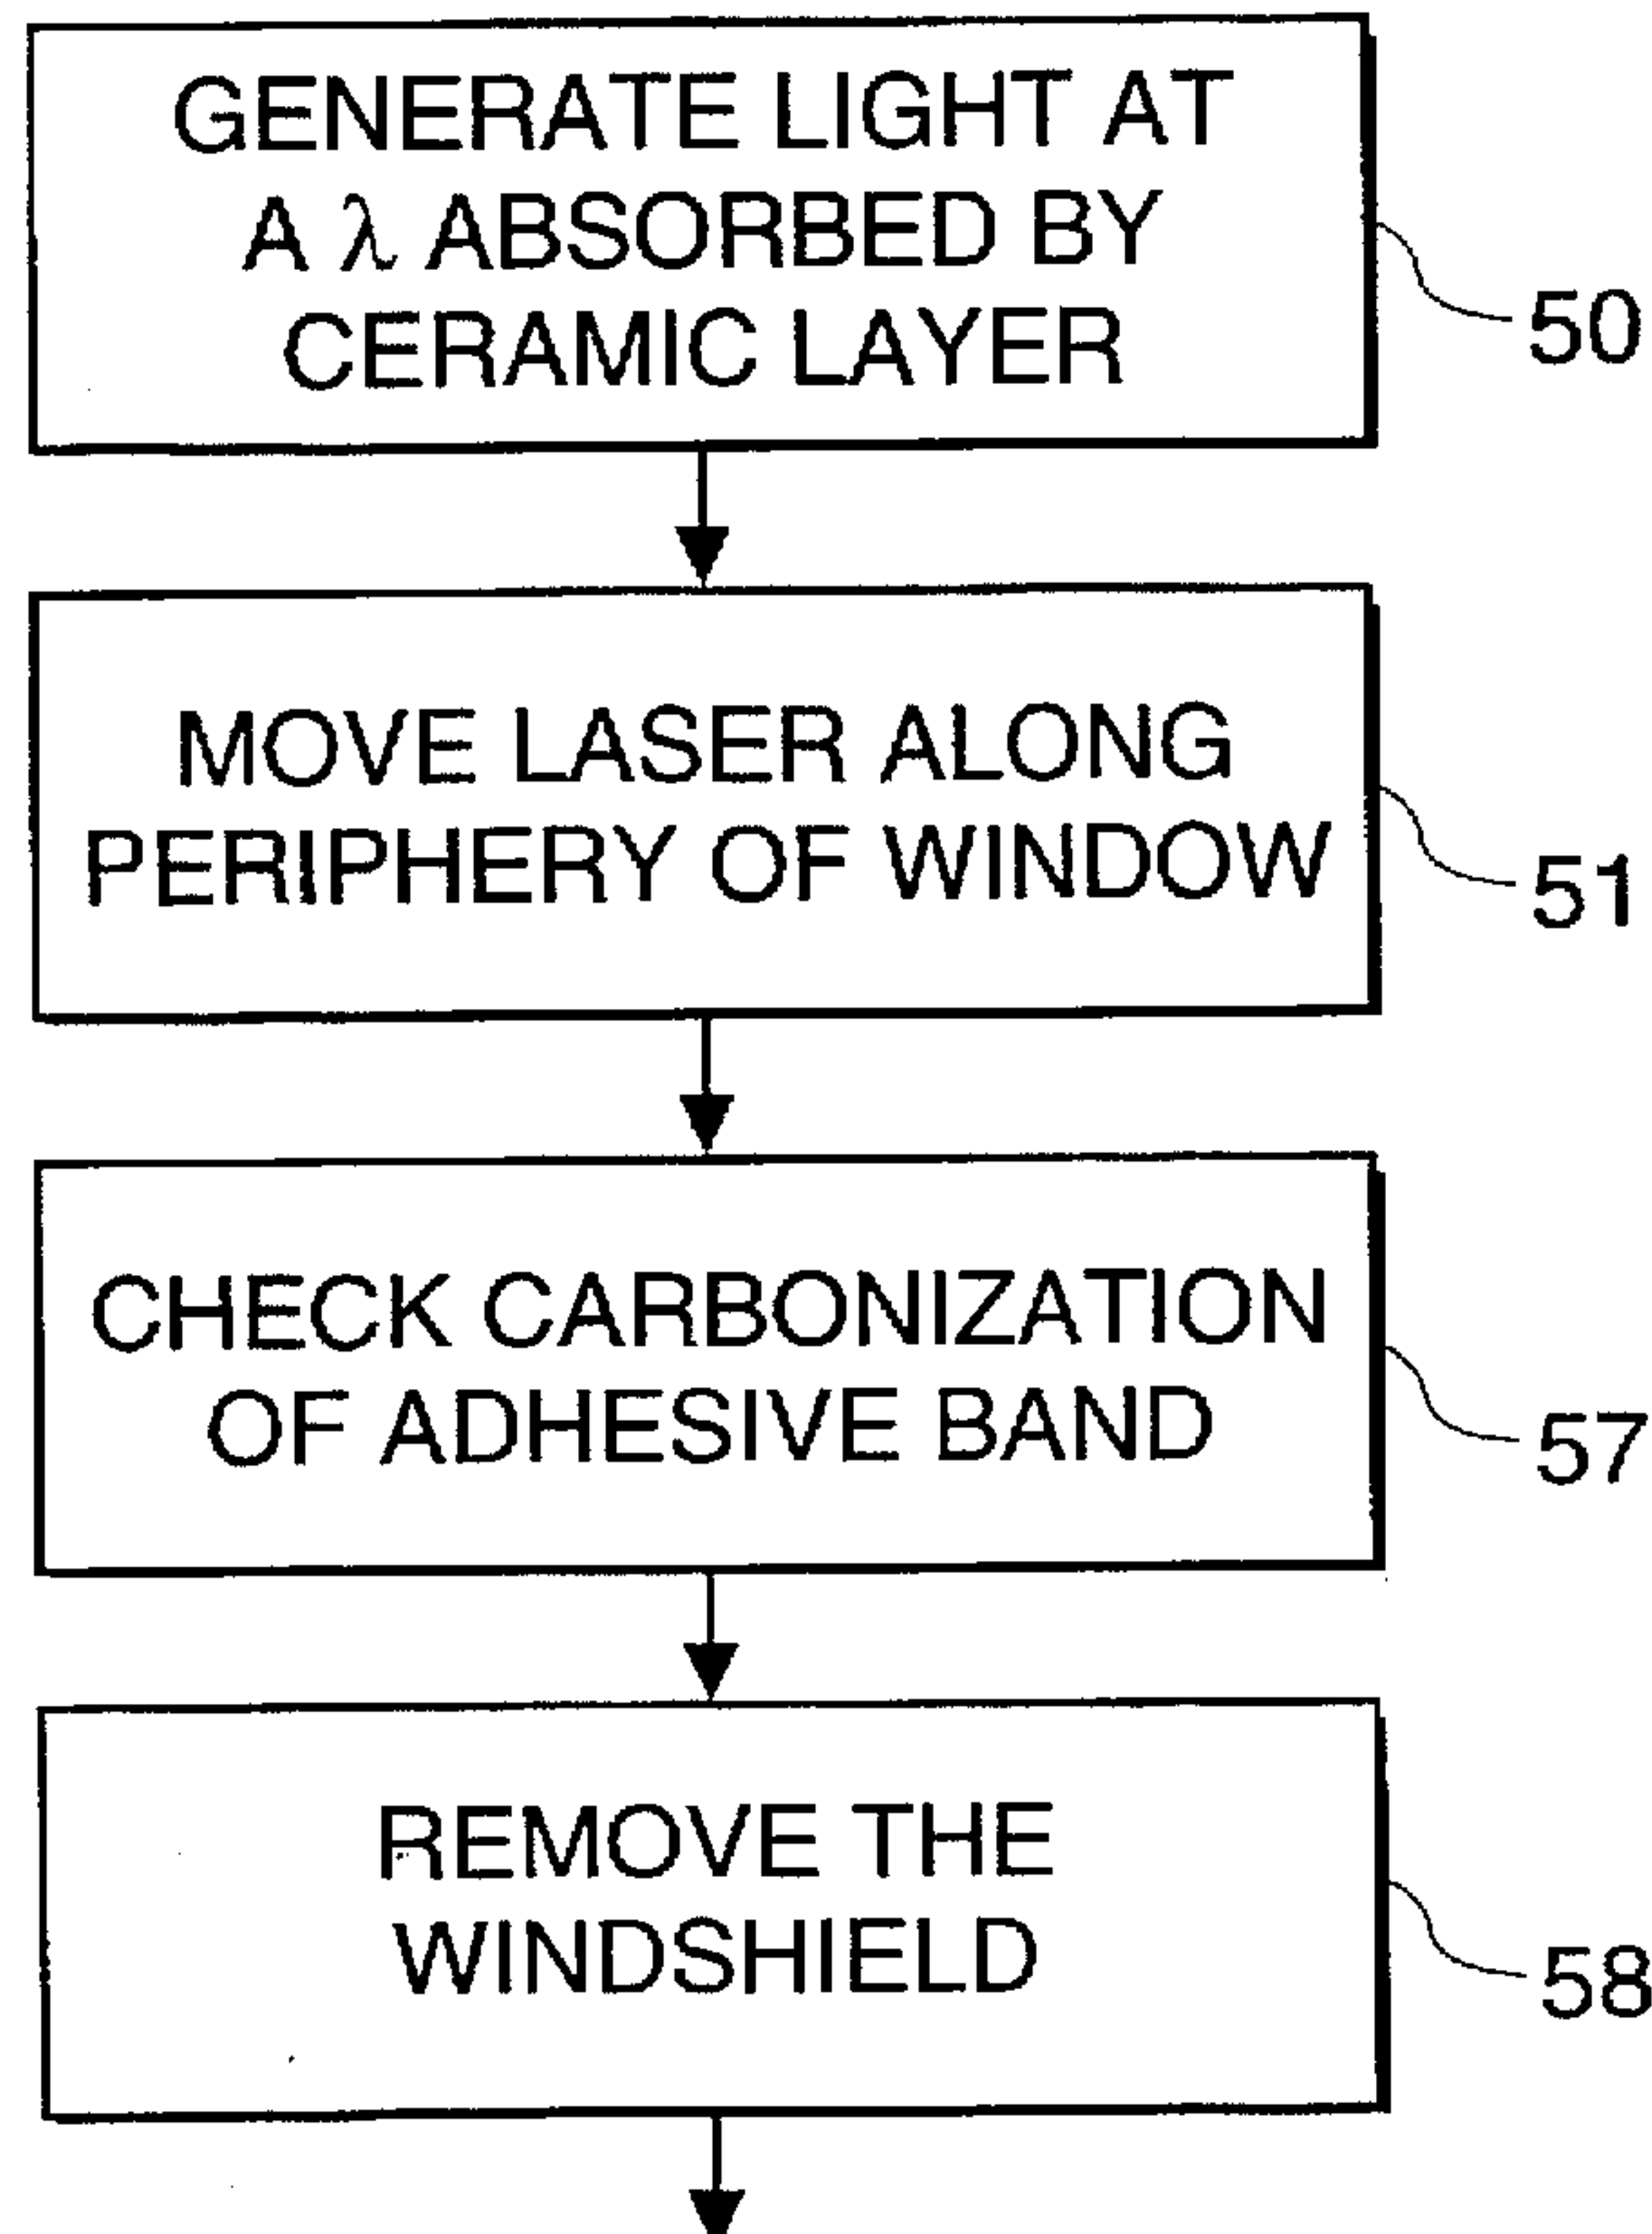 GENERATE LIGHT AT
A λ ABSORBED BY
CERAMIC LAYER
50
MOVE LASER ALONG
PERIPHERY OF WINDOW
51
CHECK CARBONIZATION
OF ADHESIVE BAND
57
REMOVE THE
WINDSHIELD
58